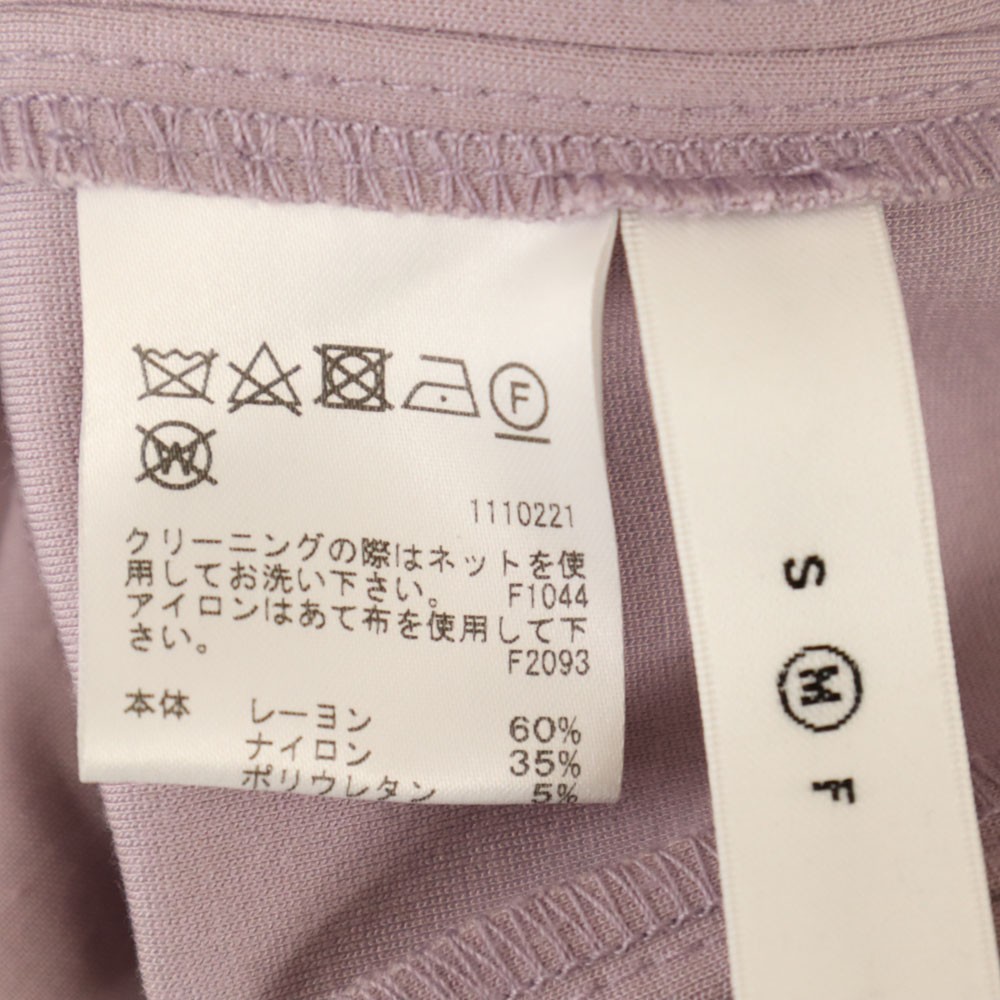 F
W
1110221
クリーニングの際はネットを使
用してお洗い下さい。 F1044
アイロンはあて布を使用して下
さい。 F2093
本体 レーヨン 60%
ナイロン 35%
ポリウレタン 5%
S
M
F